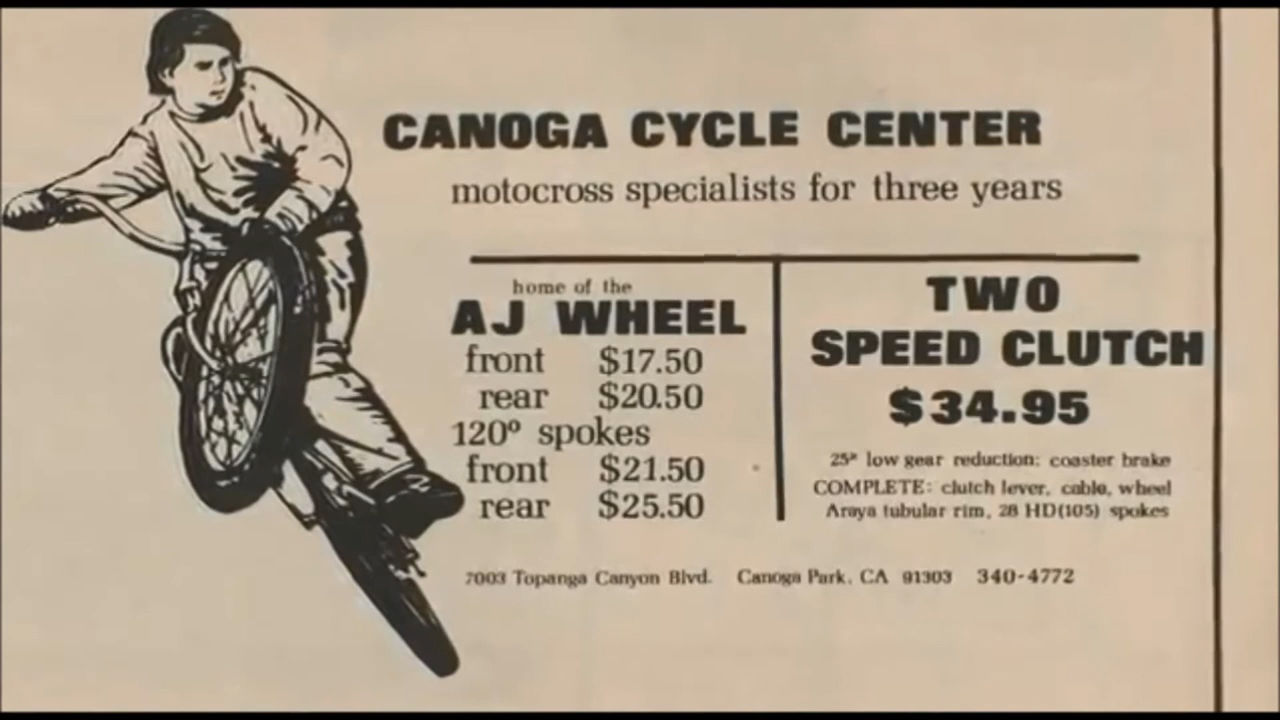 CANOGA CYCLE CENTER
motocross specialists for three years
home of the
AJ WHEEL
front $17.50
rear $20.50
120º spokes
front $21.50
rear $25.50
TWO
SPEED CLUTCH
$34.95
low gear reduction: coaster brake
COMPLETE: clutch lever, cable, wheel
Araya tubular rim, 28 HD(105) spokes
7003 Topanga Canyon Blvd. Canoga Park, CA 91303 340-4772